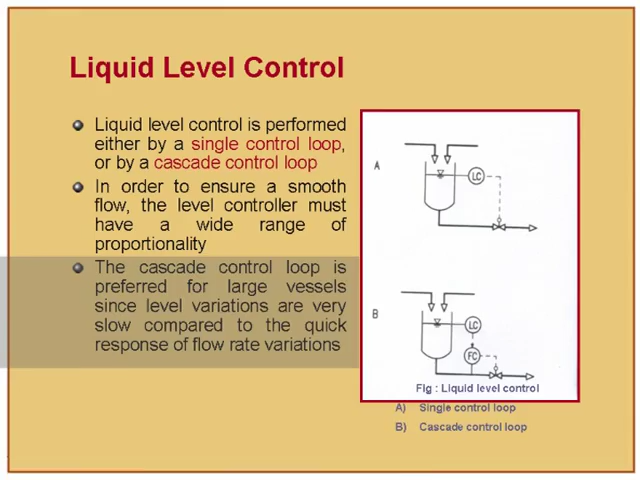 Liquid Level Control
Liquid level control is performed
either by a single control loop,
or by a cascade control loop
In order to ensure a smooth
flow, the level controller must
have a wide range of
proportionality
The cascade control loop is
preferred for large vessels
since level variations are very
slow compared to the quick
response of flow rate variations
A
LC
B
LC
FC
Fig : Liquid level control
A) Single control loop
B) Cascade control loop